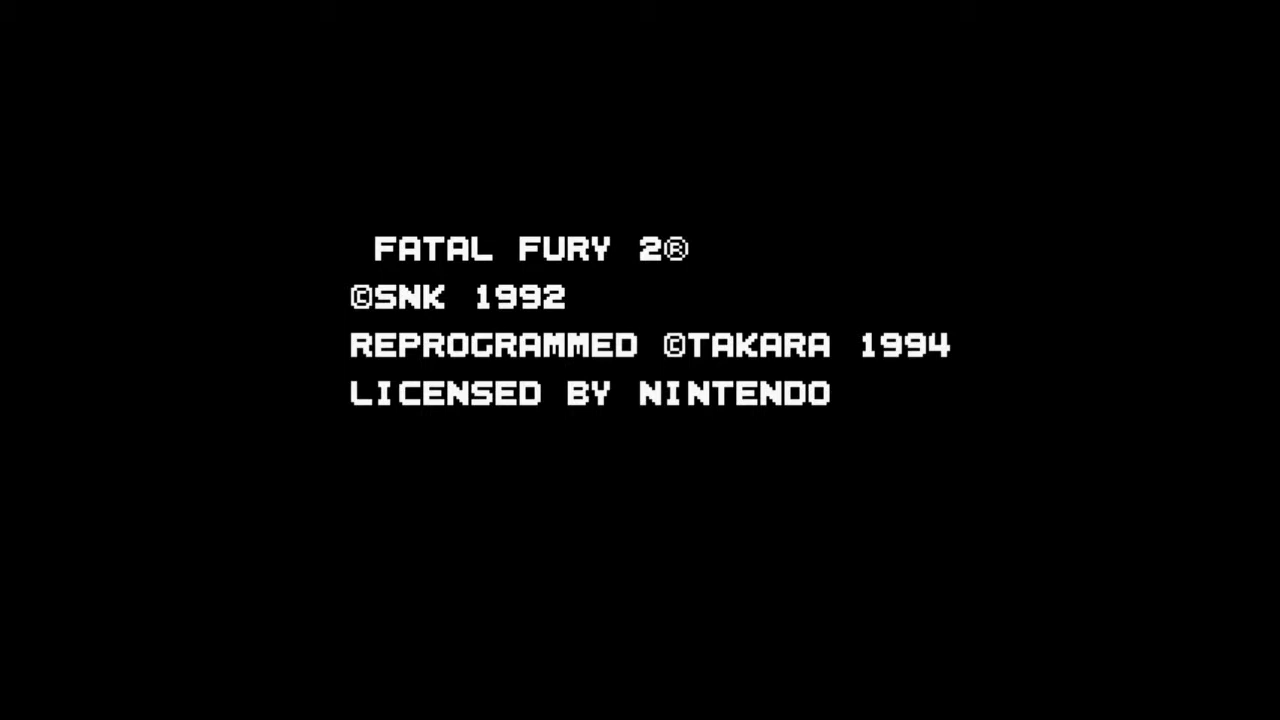 FATAL FURY 2®
©SNK 1992
REPROGRAMMED ©TAKARA 1994
LICENSED BY NINTENDO